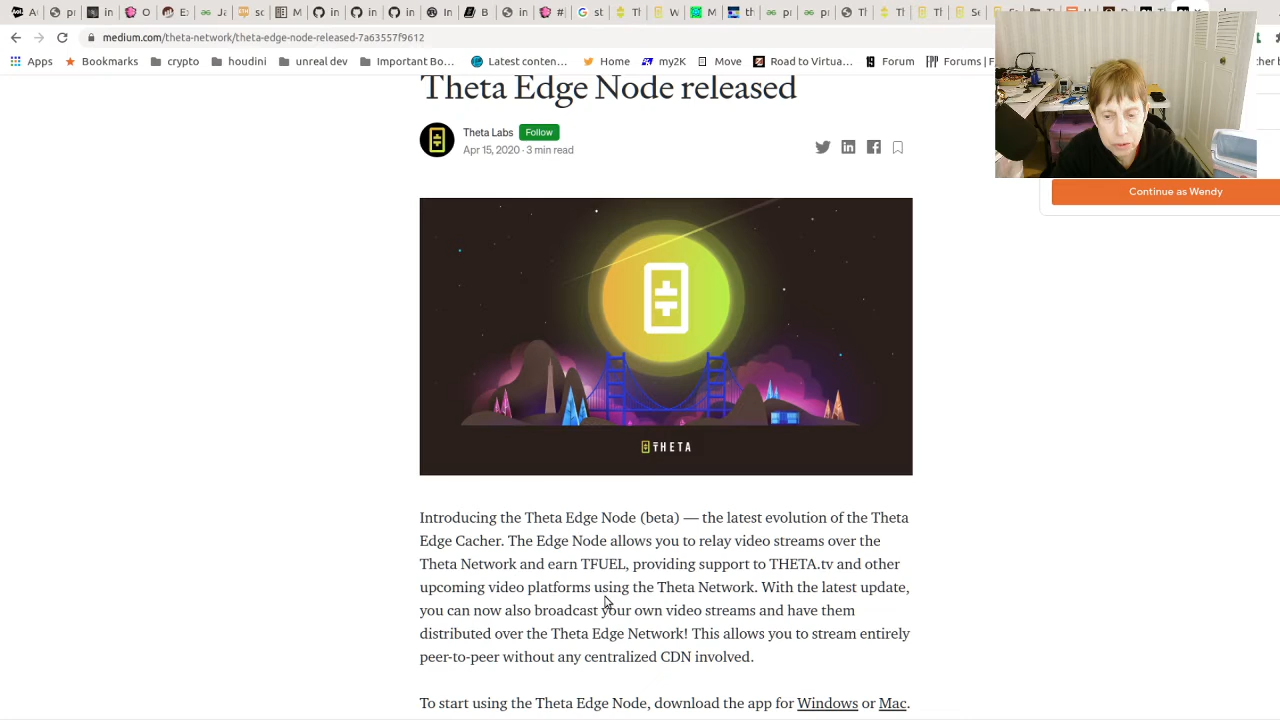 medium.com/theta-network/theta-edge-node-released-7a63557f9612
Apps Bookmarks crypto houdini unreal dev Important Bo... Latest conten... Home my2K Move Road to Virtua... Forum Forums | F
Theta Edge Node released
Theta Labs Follow
Apr 15, 2020 · 3 min read
Continue as Wendy
THETA
Introducing the Theta Edge Node (beta) — the latest evolution of the Theta
Edge Cacher. The Edge Node allows you to relay video streams over the
Theta Network and earn TFUEL, providing support to THETA.tv and other
upcoming video platforms using the Theta Network. With the latest update,
you can now also broadcast your own video streams and have them
distributed over the Theta Edge Network! This allows you to stream entirely
peer-to-peer without any centralized CDN involved.
To start using the Theta Edge Node, download the app for Windows or Mac.